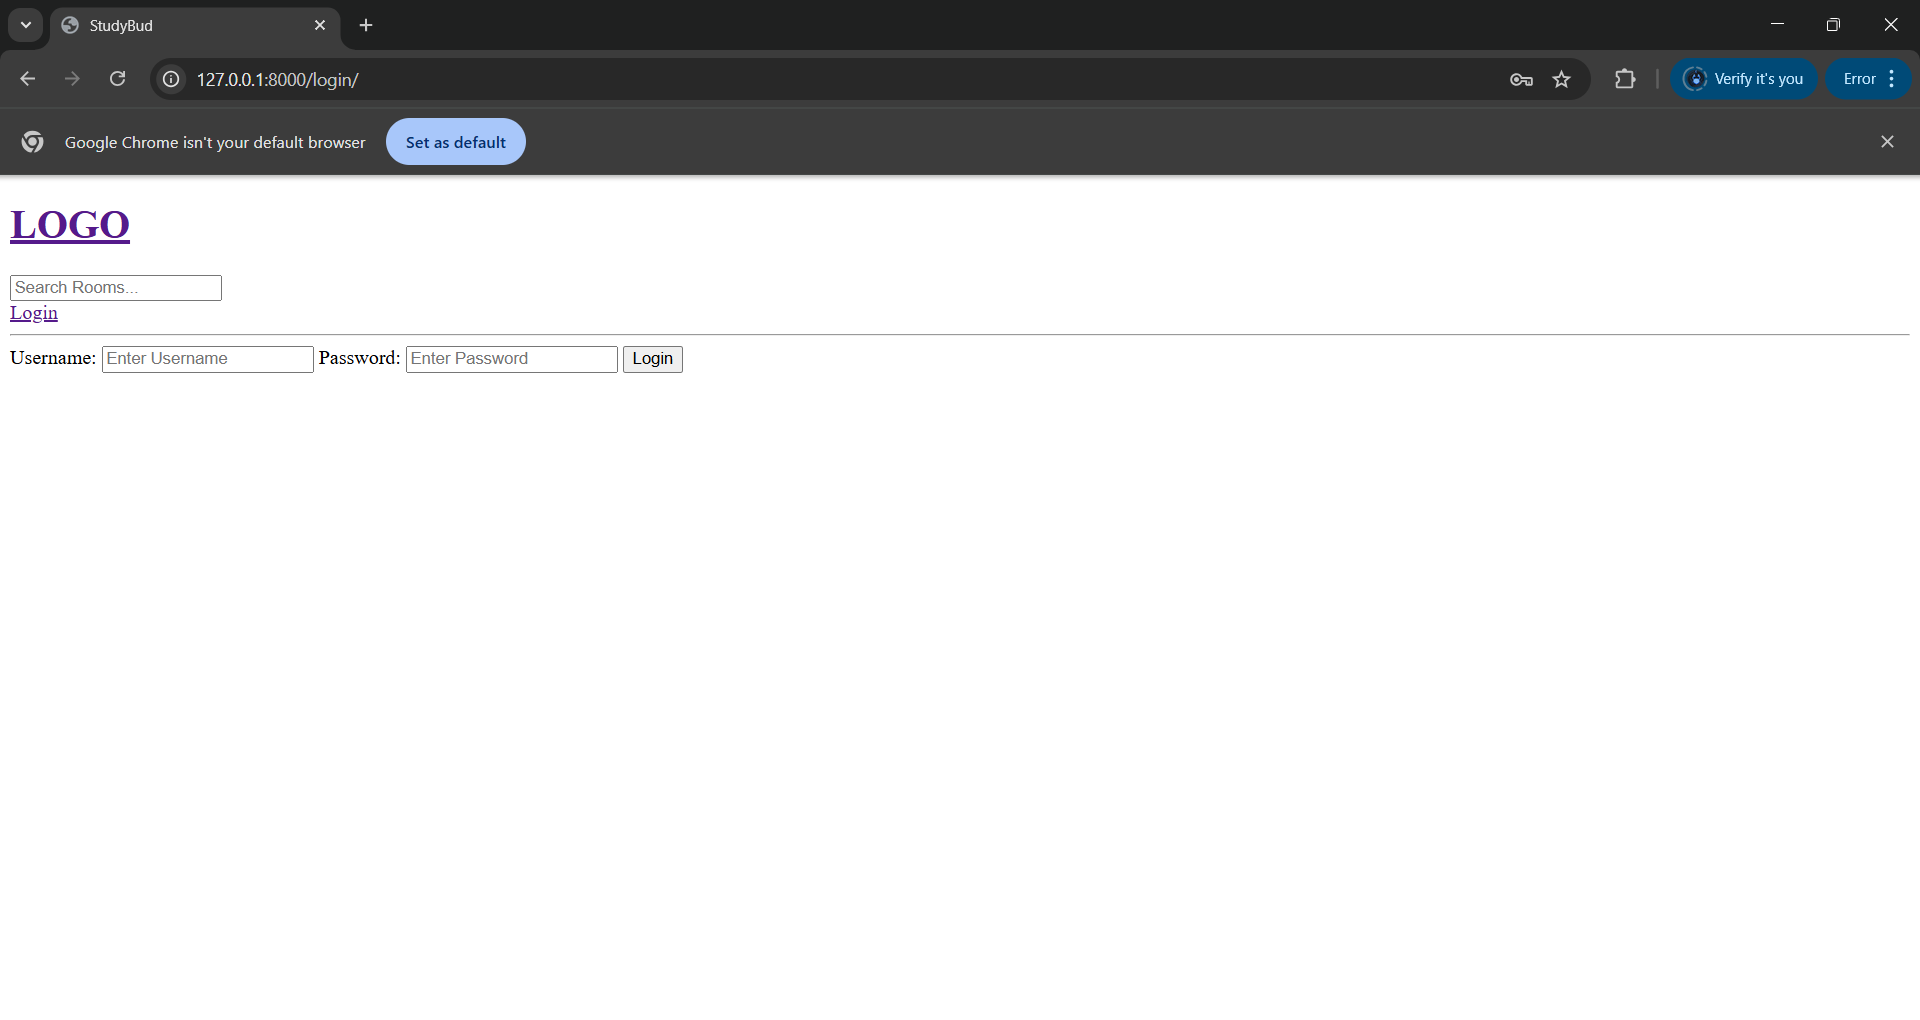 StudyBud
127.0.0.1:8000/login/
Verify it's you
Error
Google Chrome isn't your default browser
Set as default
LOGO
Search Rooms...
Login
Username: Enter Username Password: Enter Password Login